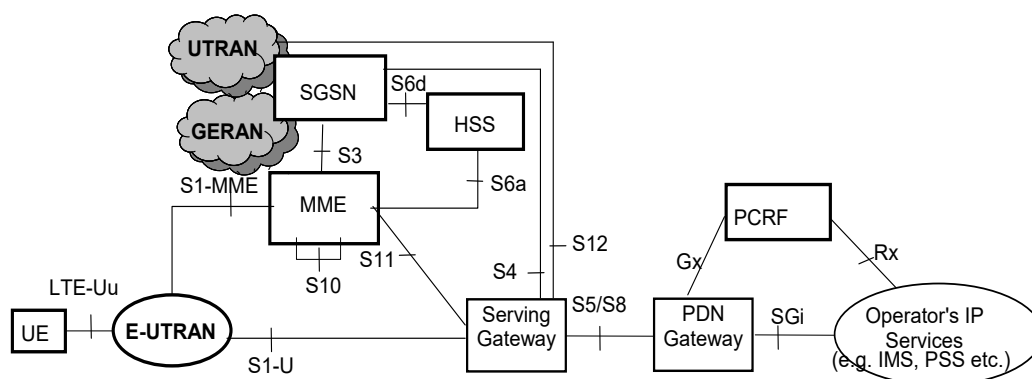 UTRAN
SGSN
S6d
HSS
GERAN
S3
S1-MME
S6a
MME
PCRF
S12
S11
Gx
Rx
S4
S10
LTE-Uu
S5/S8
UE
E-UTRAN
Serving
Gateway
PDN
Gateway
SGi
Operator's IP
Services
(e.g. IMS, PSS etc.)
S1-U